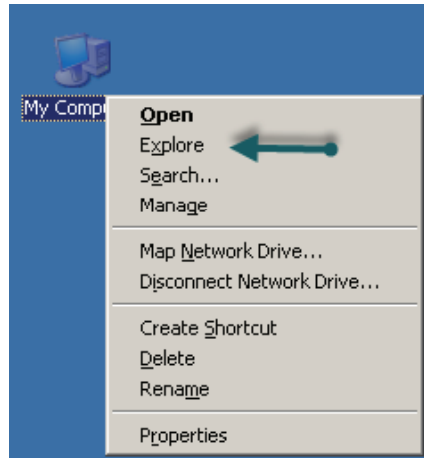 My Comp
Open
Explore
Search...
Manage
Map Network Drive...
Disconnect Network Drive...
Create Shortcut
Delete
Rename
Properties